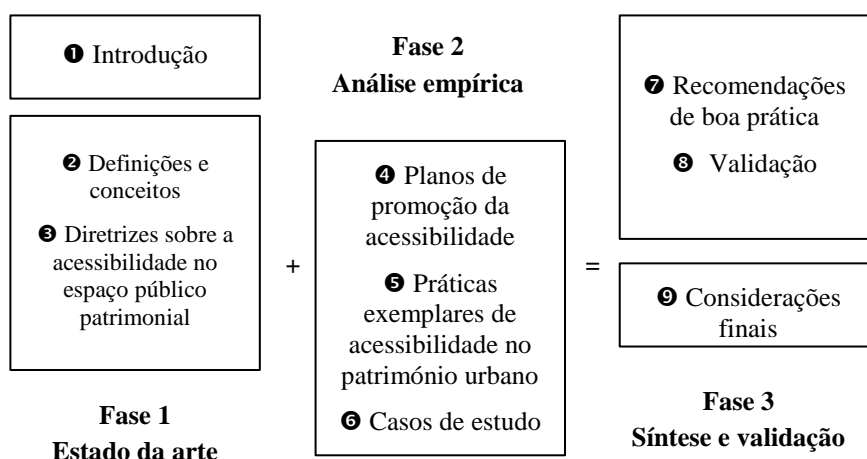 ❶ Introdução
❷ Definições e
conceitos
❸ Diretrizes sobre a
acessibilidade no
espaço público
patrimonial
Fase 1
Estado da arte
+
Fase 2
Análise empírica
❹ Planos de
promoção da
acessibilidade
❺ Práticas
exemplares de
acessibilidade no
património urbano
❻ Casos de estudo
=
❼ Recomendações
de boa prática
❽ Validação
❾ Considerações
finais
Fase 3
Síntese e validação